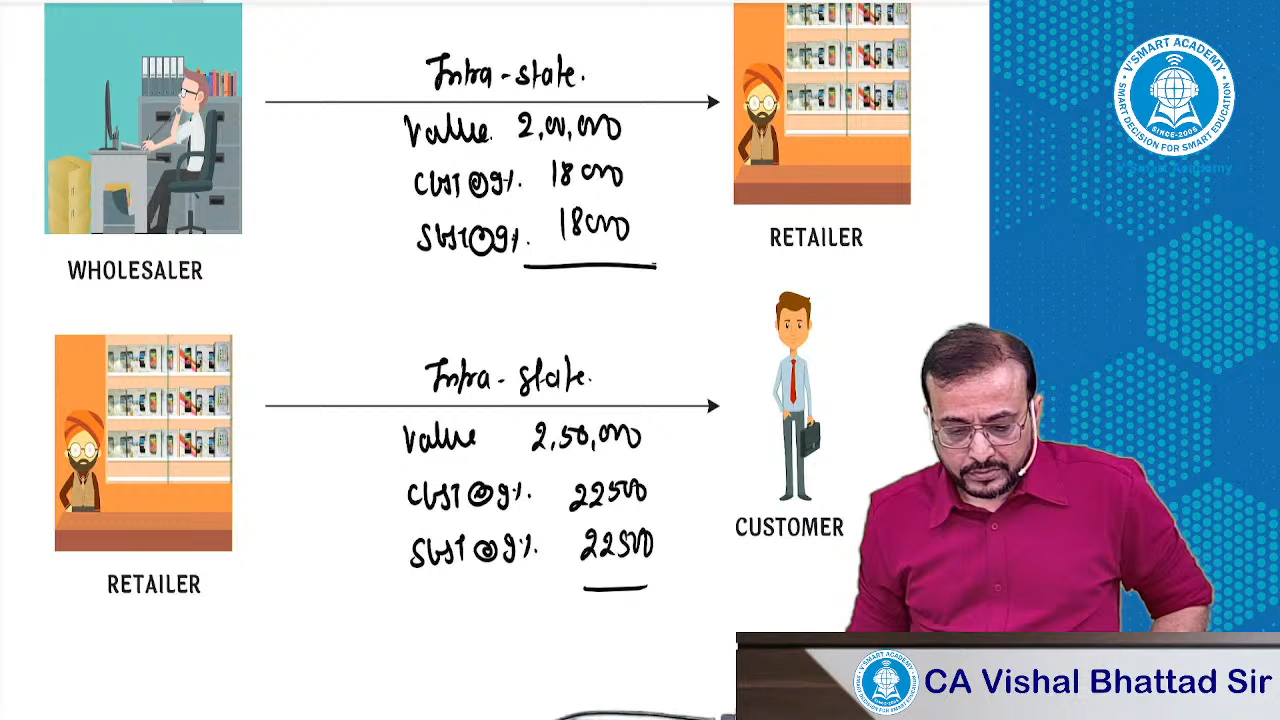 Intra-state.
Value 2,00,000
CGST @9%. 18000
SGST @9%. 18000
WHOLESALER
RETAILER
Intra-state.
Value 2,50,000
CGST @9%. 22500
SGST @9%. 22500
RETAILER
CUSTOMER
V'SMART ACADEMY
SMART DECISION FOR SMART EDUCATION
SINCE-2005
V'Smart Academy
CA Vishal Bhattad Sir